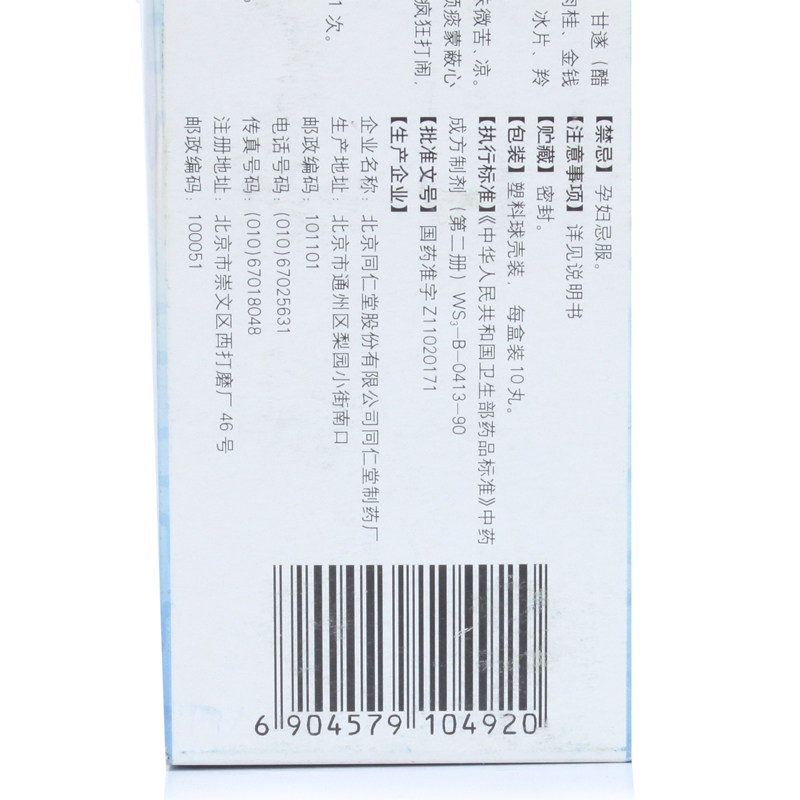 甘遂（醋
肉桂、金钱
冰片、羚
味微苦、凉。
顽痰蒙蔽心
疯狂打闹,
1次。
【禁忌】孕妇忌服。
【注意事项】详见说明书
【贮藏】密封。
【包装】塑料球壳装，每盒装10丸。
【执行标准】《中华人民共和国卫生部药品标准》中药
成方制剂（第二册）WS₃-B-0413-90
【批准文号】国药准字Z11020171
【生产企业】
企业名称：北京同仁堂股份有限公司同仁堂制药厂
生产地址：北京市通州区梨园小街南口
邮政编码：101101
电话号码：(010)67025631
传真号码：(010)67018048
注册地址：北京市崇文区西打磨厂46号
邮政编码：100051
6 904579 104920